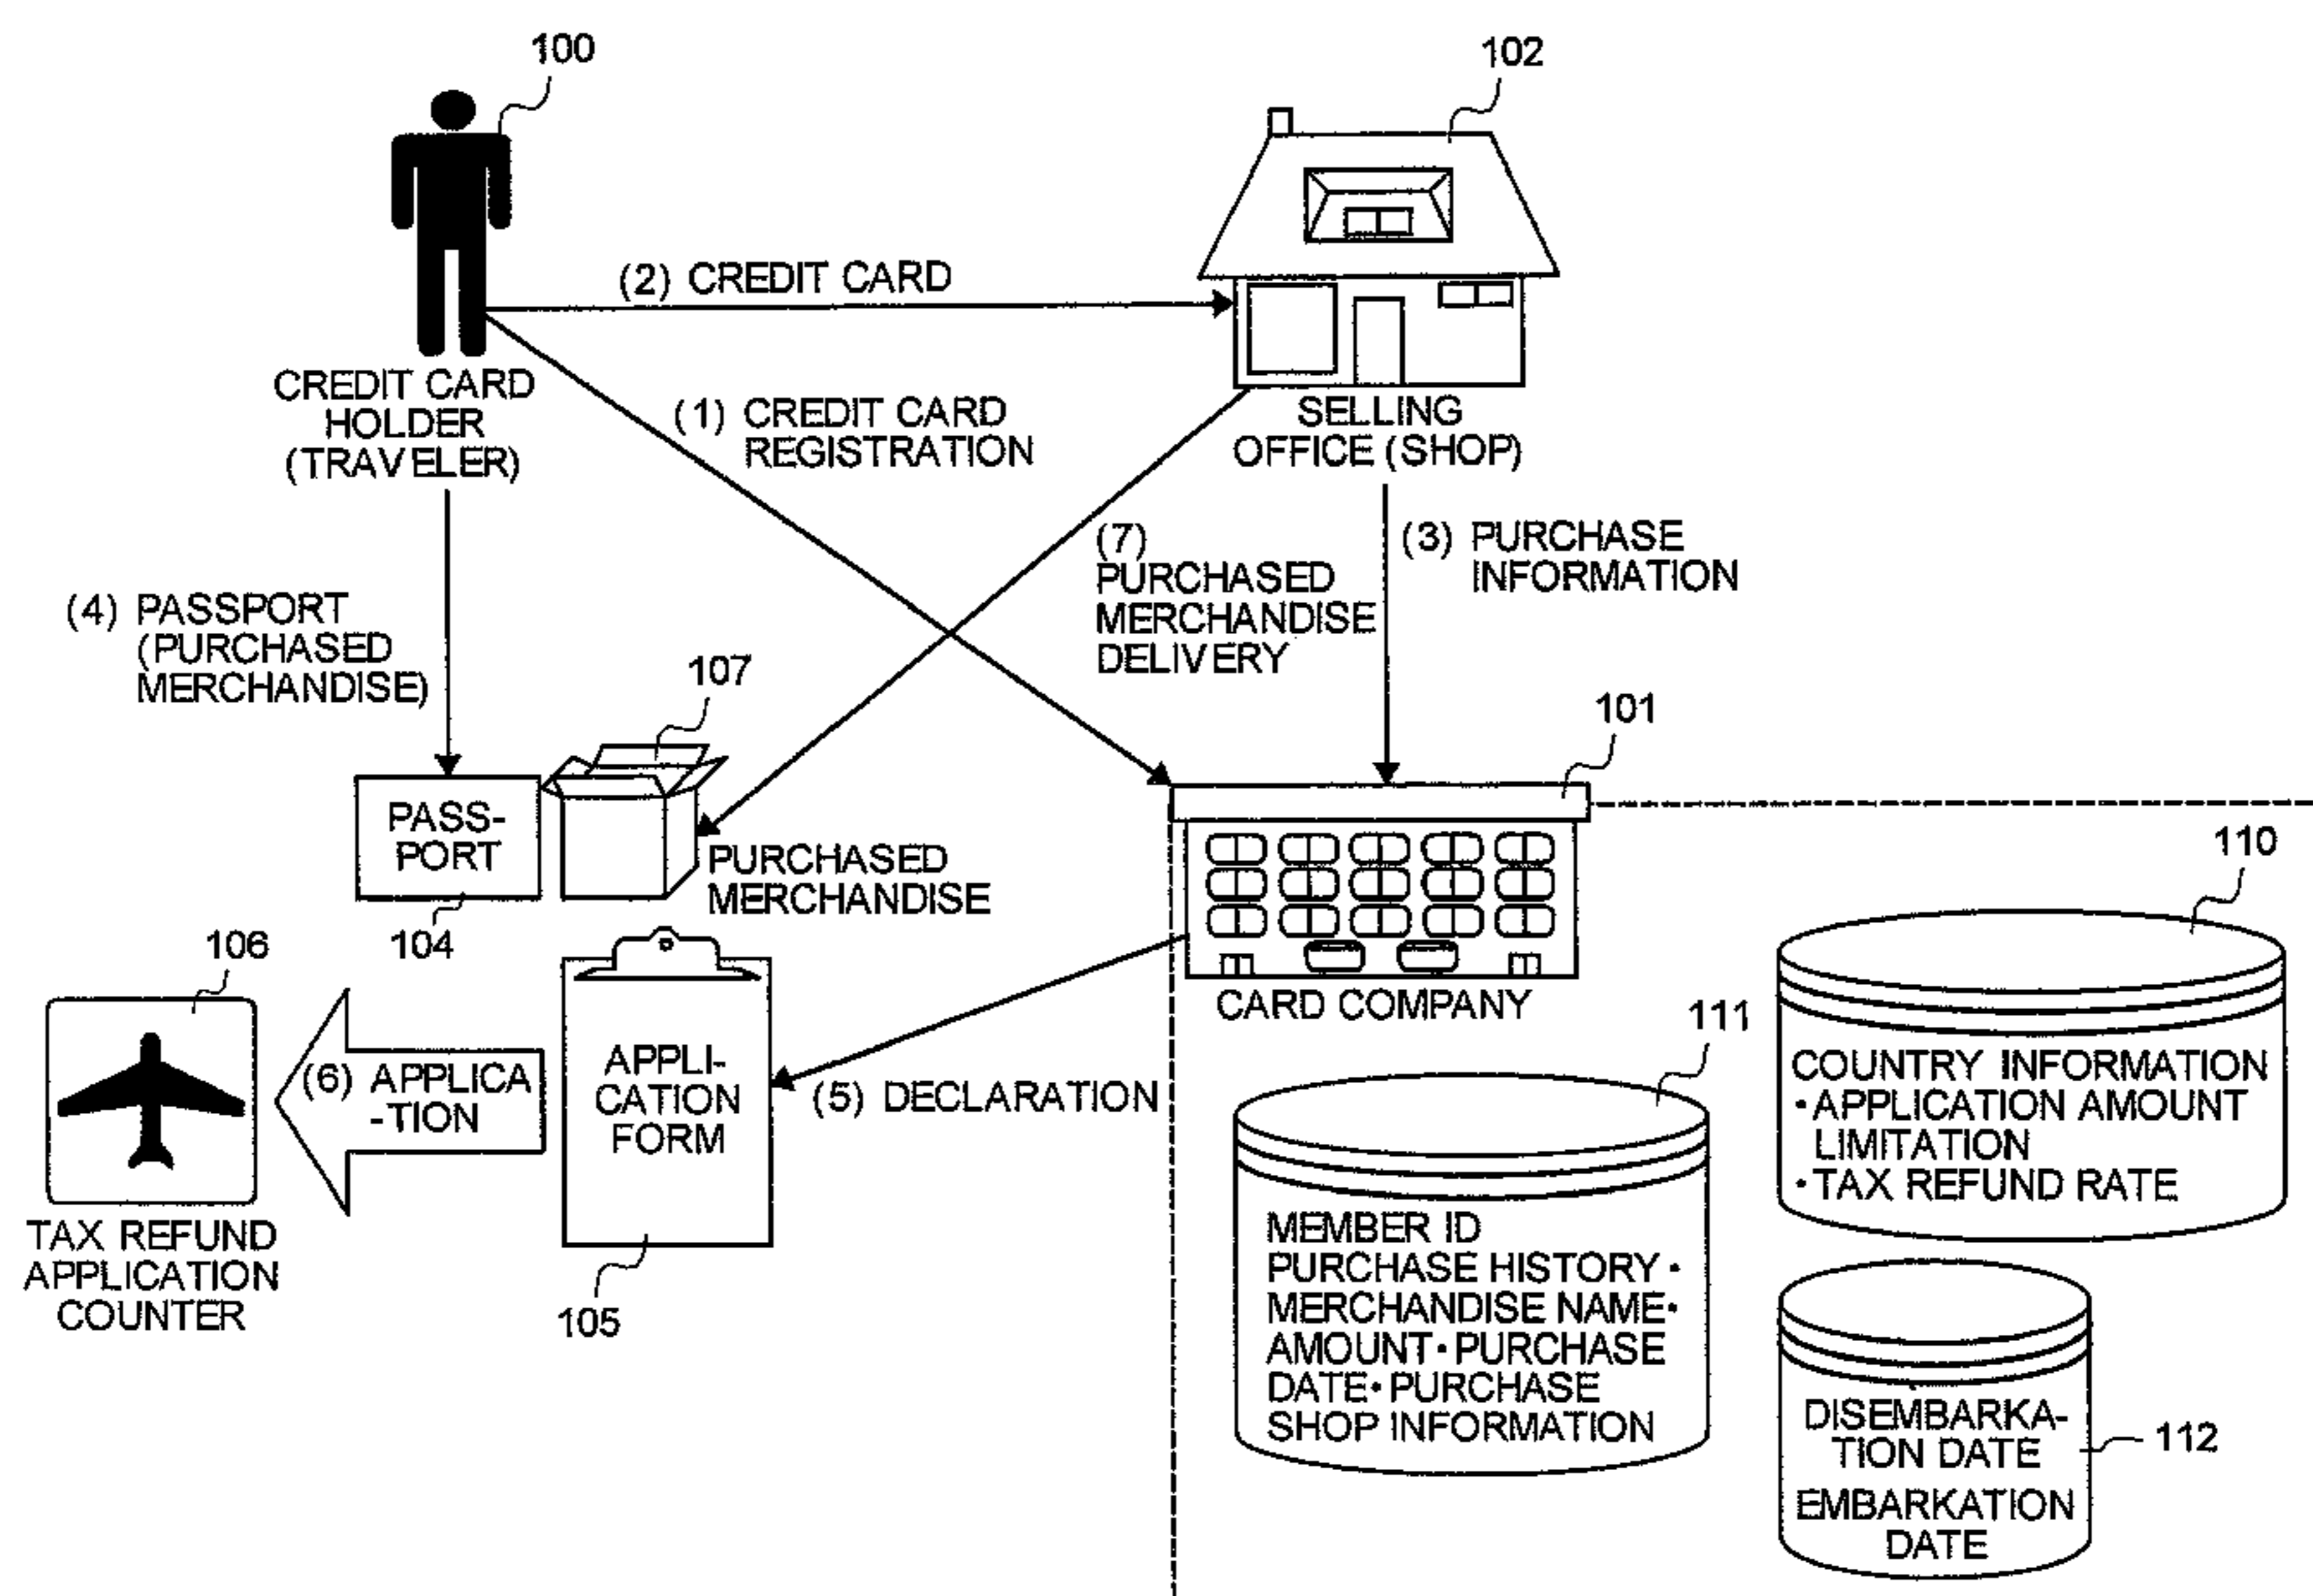 100
102
(2) CREDIT CARD
CREDIT CARD
HOLDER
(TRAVELER)
(1) CREDIT CARD
REGISTRATION
SELLING
OFFICE (SHOP)
(7)
PURCHASED
MERCHANDISE
DELIVERY
(3) PURCHASE
INFORMATION
(4) PASSPORT
(PURCHASED
MERCHANDISE)
107
101
PASS-
PORT
104
PURCHASED
MERCHANDISE
110
106
CARD COMPANY
111
COUNTRY INFORMATION
・APPLICATION AMOUNT
LIMITATION
・TAX REFUND RATE
(6) APPLICA
-TION
APPLI-
CATION
FORM
(5) DECLARATION
TAX REFUND
APPLICATION
COUNTER
105
MEMBER ID
PURCHASE HISTORY・
MERCHANDISE NAME・
AMOUNT・PURCHASE
DATE・PURCHASE
SHOP INFORMATION
DISEMBARKA-
TION DATE
EMBARKATION
DATE
112